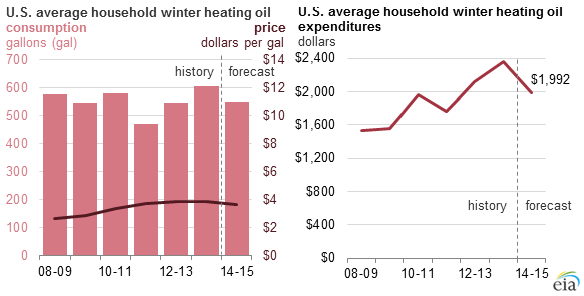 U.S. average household winter heating oil
consumption price
gallons (gal) dollars per gal
700 $14
history forecast
600 $12
500 $10
400 $8
300 $6
200 $4
100 $2
0 $0
08-09 10-11 12-13 14-15
U.S. average household winter heating oil
expenditures
dollars
$2,400
$1,992
$2,000
$1,600
$1,200
$800
history forecast
$400
$0
08-09 10-11 12-13 14-15
eia